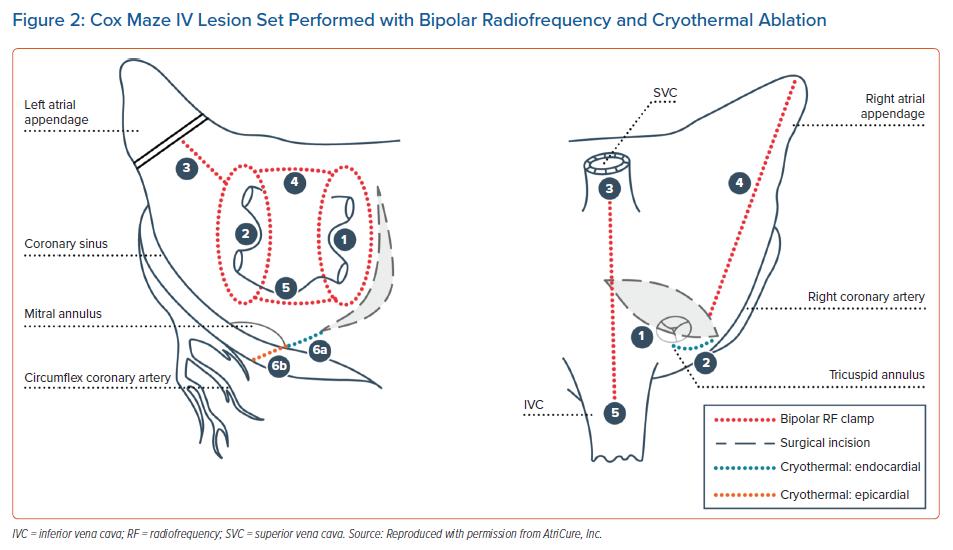 Figure 2: Cox Maze IV Lesion Set Performed with Bipolar Radiofrequency and Cryothermal Ablation
Left atrial
appendage
3
4
2
1
5
Coronary sinus
Mitral annulus
6a
6b
Circumflex coronary artery
SVC
Right atrial
appendage
3
4
Right coronary artery
1
2
Tricuspid annulus
IVC
5
Bipolar RF clamp
Surgical incision
Cryothermal: endocardial
Cryothermal: epicardial
IVC = inferior vena cava; RF = radiofrequency; SVC = superior vena cava. Source: Reproduced with permission from AtriCure, Inc.